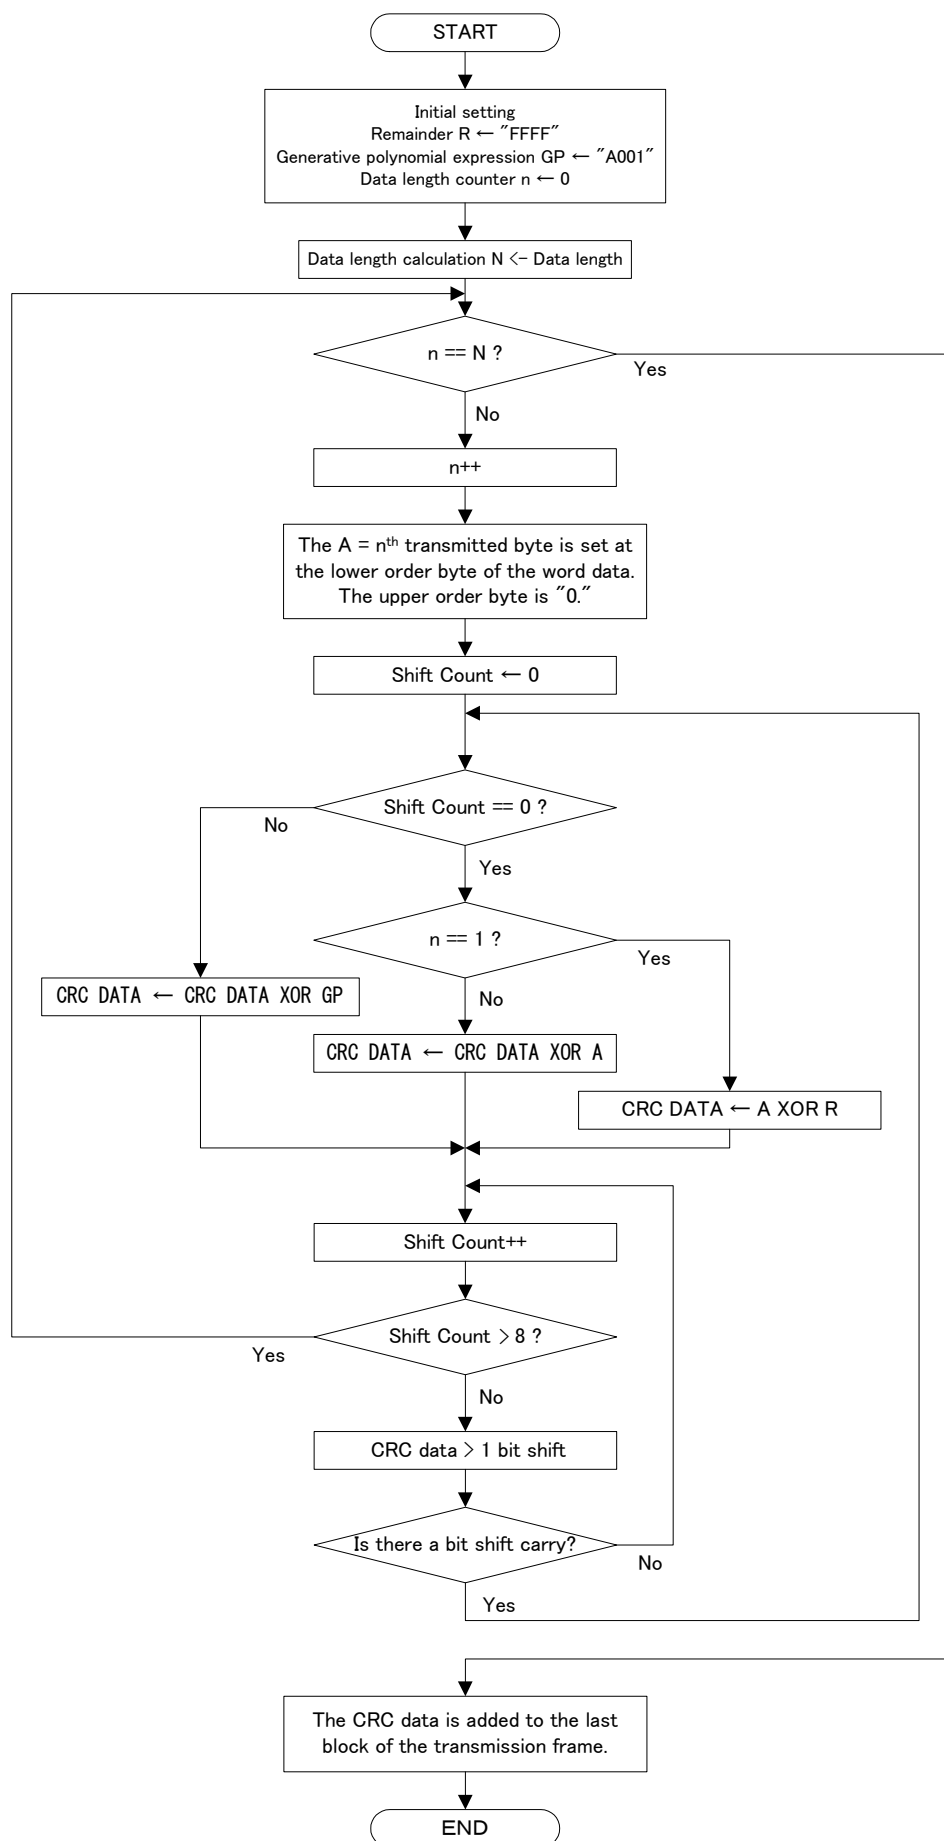 START
Initial setting
Remainder R ← "FFFF"
Generative polynomial expression GP ← "A001"
Data length counter n ← 0
Data length calculation N <- Data length
n == N ?
Yes
No
n++
The A = nth transmitted byte is set at
the lower order byte of the word data.
The upper order byte is "0."
Shift Count ← 0
Shift Count == 0 ?
No
Yes
n == 1 ?
Yes
CRC DATA ← CRC DATA XOR GP
No
CRC DATA ← CRC DATA XOR A
CRC DATA ← A XOR R
Shift Count++
Shift Count > 8 ?
Yes
No
CRC data > 1 bit shift
Is there a bit shift carry?
No
Yes
The CRC data is added to the last
block of the transmission frame.
END